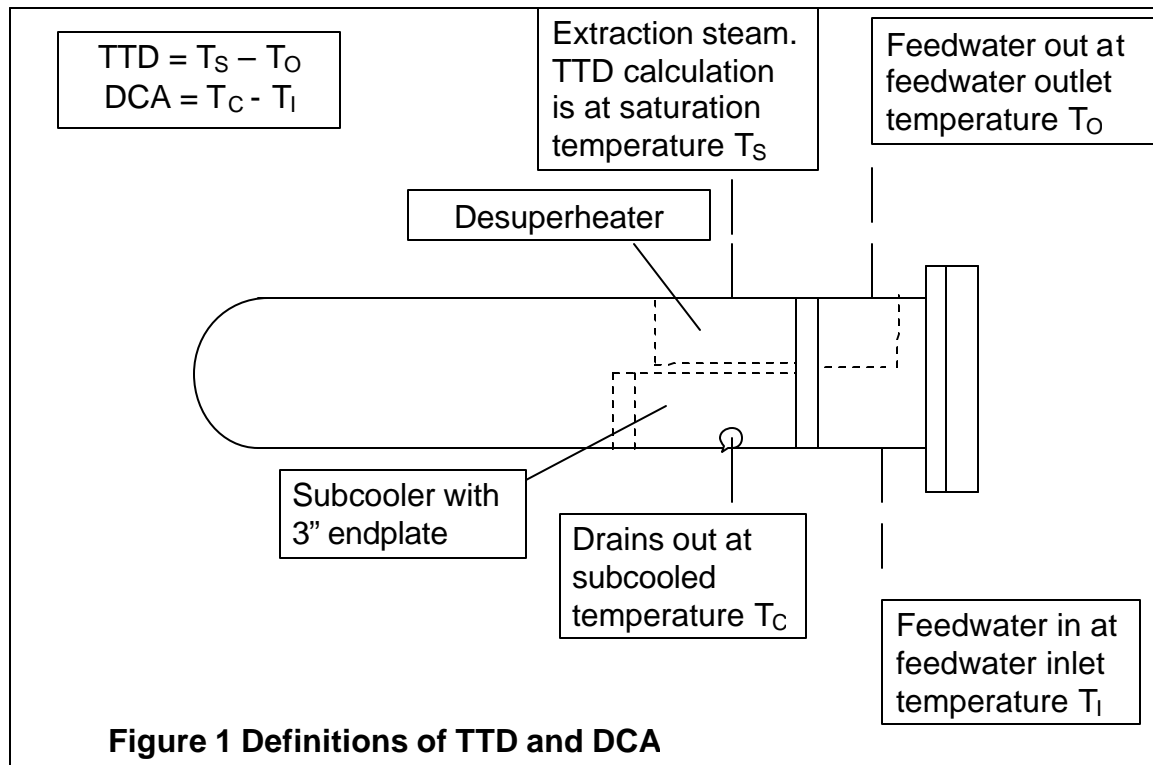 TTD = TS – TO
DCA = TC - TI
Extraction steam.
TTD calculation
is at saturation
temperature TS
Feedwater out at
feedwater outlet
temperature TO
Desuperheater
Subcooler with
3” endplate
Drains out at
subcooled
temperature TC
Feedwater in at
feedwater inlet
temperature TI
Figure 1 Definitions of TTD and DCA